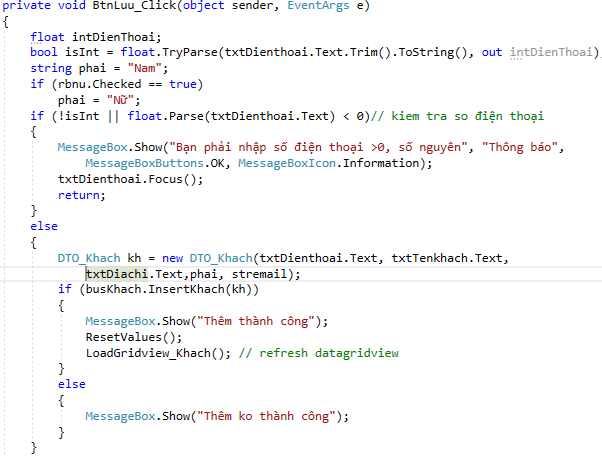 private void BtnLuu_Click(object sender, EventArgs e)
{
float intDienThoai;
bool isInt = float.TryParse(txtDienthoai.Text.Trim().ToString(), out intDienThoai)
string phai = "Nam";
if (rbnu.Checked == true)
phai = "Nữ";
if (!isInt || float.Parse(txtDienthoai.Text) < 0)// kiem tra so điện thoại
{
MessageBox.Show("Bạn phải nhập số điện thoại >0, số nguyên", "Thông báo",
MessageBoxButtons.OK, MessageBoxIcon.Information);
txtDienthoai.Focus();
return;
}
else
{
DTO_Khach kh = new DTO_Khach(txtDienthoai.Text, txtTenkhach.Text,
txtDiachi.Text,phai, stremail);
if (busKhach.InsertKhach(kh))
{
MessageBox.Show("Thêm thành công");
ResetValues();
LoadGridview_Khach(); // refresh datagridview
}
else
{
MessageBox.Show("Thêm ko thành công");
}
}